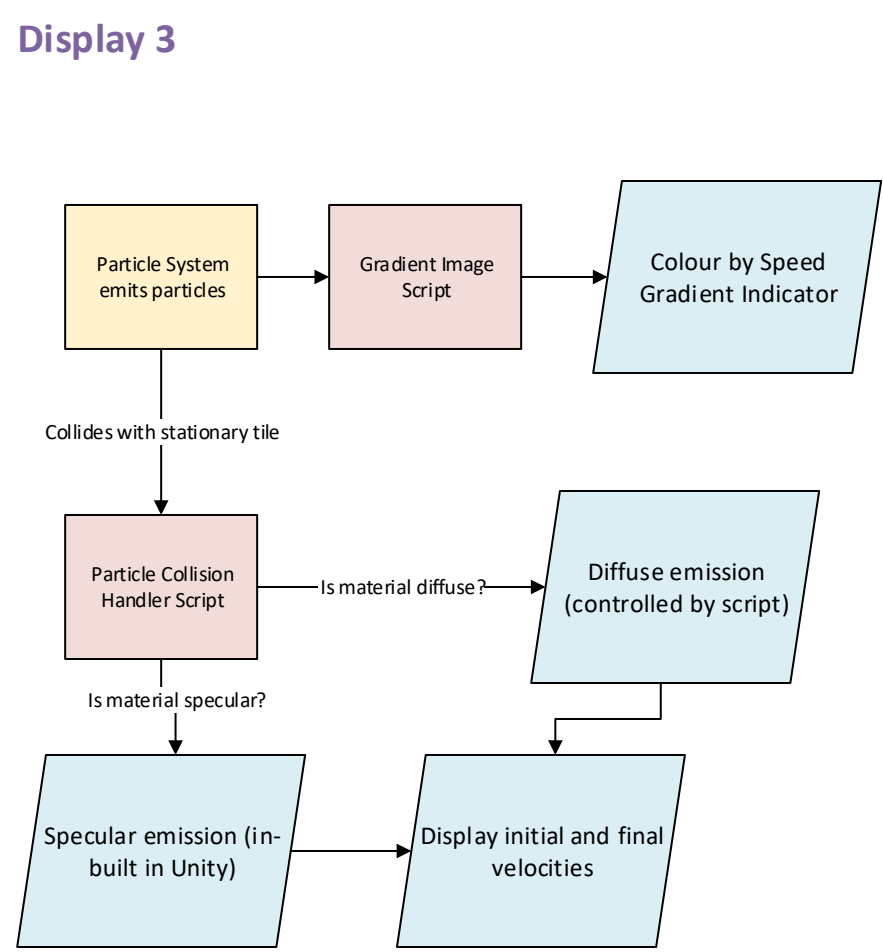 Display 3
Particle System
emits particles
Gradient Image
Script
Colour by Speed
Gradient Indicator
Collides with stationary tile
Particle Collision
Handler Script
Is material diffuse?
Diffuse emission
(controlled by script)
Is material specular?
Specular emission (in-
built in Unity)
Display initial and final
velocities